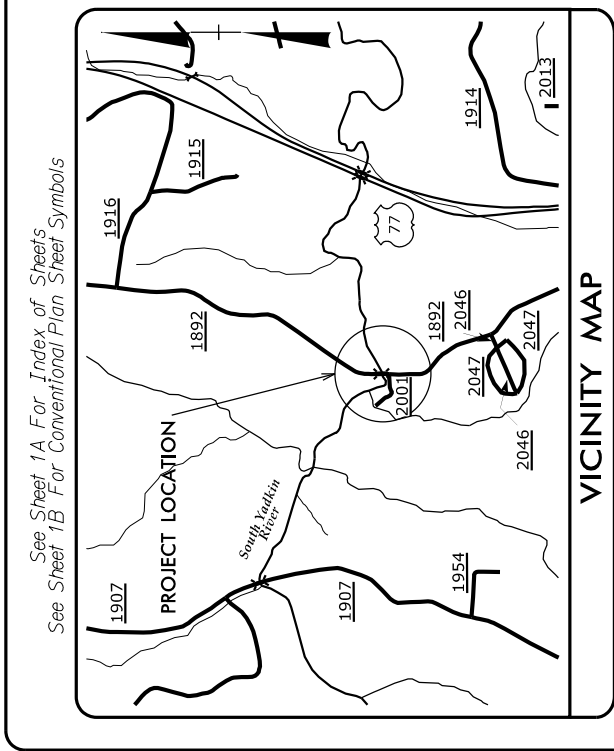 See Sheet 1A For Index of Sheets
See Sheet 1B For Conventional Plan Sheet Symbols
1916
1915
1892
77
1914
2013
PROJECT LOCATION
South Yadkin
River
1907
2001
1892
2046
2047
2047
2046
1907
1954
VICINITY MAP